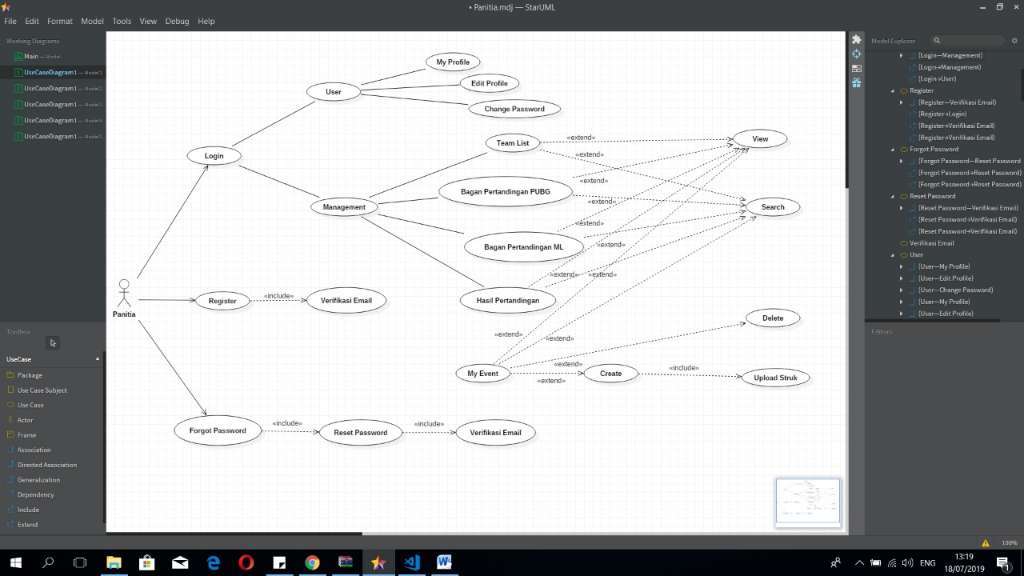 • Panitia.mdj — StarUML
File Edit Format Model Tools View Debug Help
Working Diagrams
Main — Model
UseCaseDiagram1
UseCaseDiagram1
UseCaseDiagram1
UseCaseDiagram1
UseCaseDiagram1
UseCaseDiagram1
Toolbox
UseCase
Package
Use Case Subject
Use Case
Actor
Frame
Association
Directed Association
Generalization
Dependency
Include
Extend
My Profile
User
Edit Profile
Change Password
Login
Team List
«extend»
View
«extend»
Bagan Pertandingan PUBG
«extend»
Management
«extend»
Search
«extend»
Bagan Pertandingan ML
«extend»
«extend»
«extend»
Panitia
Register
«include»
Verifikasi Email
Hasil Pertandingan
Delete
«extend»
«extend»
My Event
«extend»
«extend»
Create
«include»
Upload Struk
Forgot Password
«include»
Reset Password
«include»
Verifikasi Email
Model Explorer
(Login—Management)
(Login→Management)
(Login→User)
Register
(Register—Verifikasi Email)
(Register→Login)
(Register→Verifikasi Email)
(Register→Verifikasi Email)
Forgot Password
(Forgot Password—Reset Password
(Forgot Password→Reset Password)
(Forgot Password→Reset Password)
Reset Password
(Reset Password—Verifikasi Email)
(Reset Password→Verifikasi Email)
(Reset Password→Verifikasi Email)
Verifikasi Email
User
(User—My Profile)
(User—Edit Profile)
(User—Change Password)
(User—My Profile)
(User—Edit Profile)
Editors
100%
ENG
13:19
18/07/2019